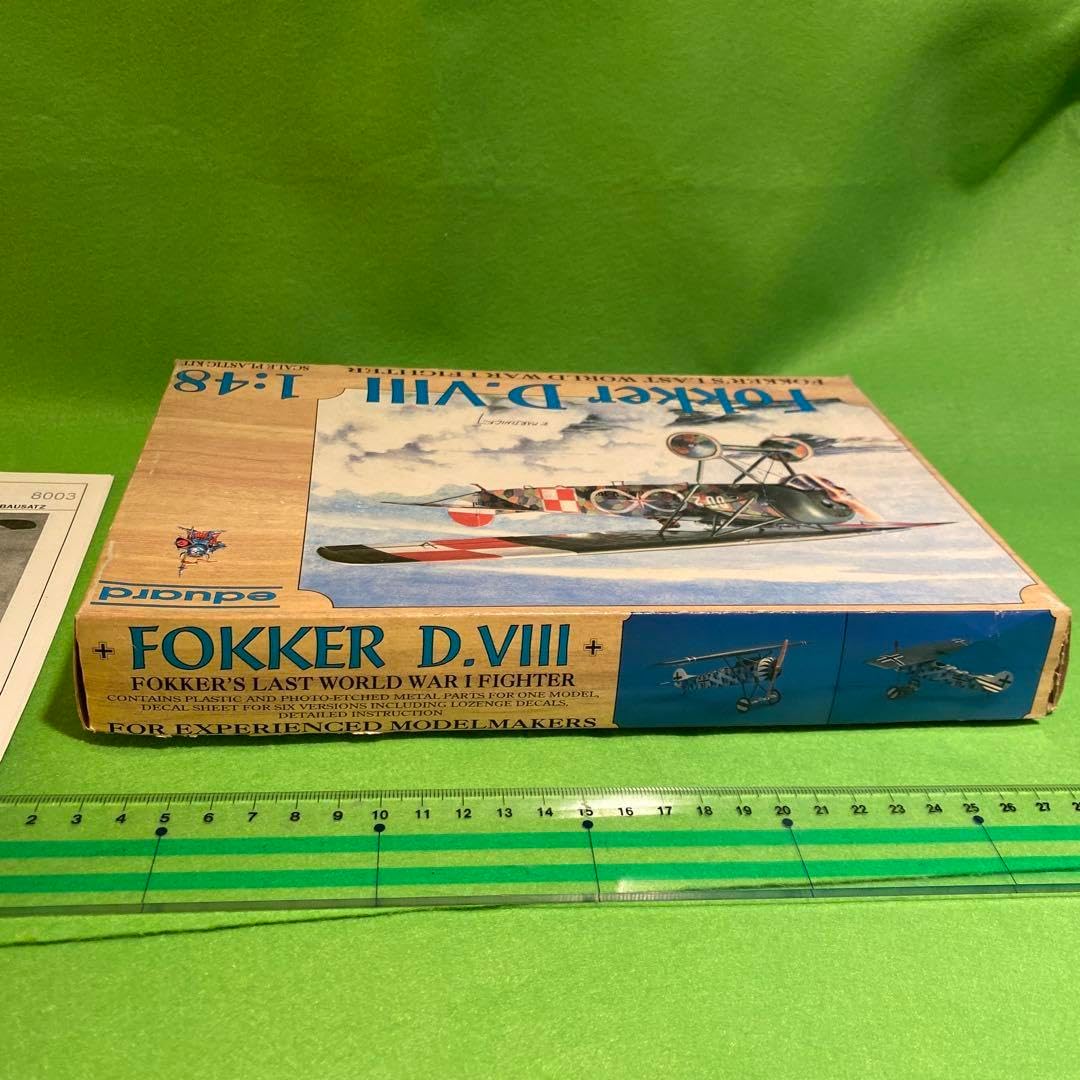 FOKKER'S LAST WORLD WAR I FIGHTER
SCALE PLASTIC KIT
Fokker D.VIII
1:48
200
eduard
8003
BAUSATZ
+ FOKKER D.VIII +
FOKKER'S LAST WORLD WAR I FIGHTER
CONTAINS PLASTIC AND PHOTO-ETCHED METAL PARTS FOR ONE MODEL,
DECAL SHEET FOR SIX VERSIONS INCLUDING LOZENGE DECALS,
DETAILED INSTRUCTION
FOR EXPERIENCED MODELMAKERS
2 3 4 5 6 7 8 9 10 11 12 13 14 15 16 17 18 19 20 21 22 23 24 25 26 27 28